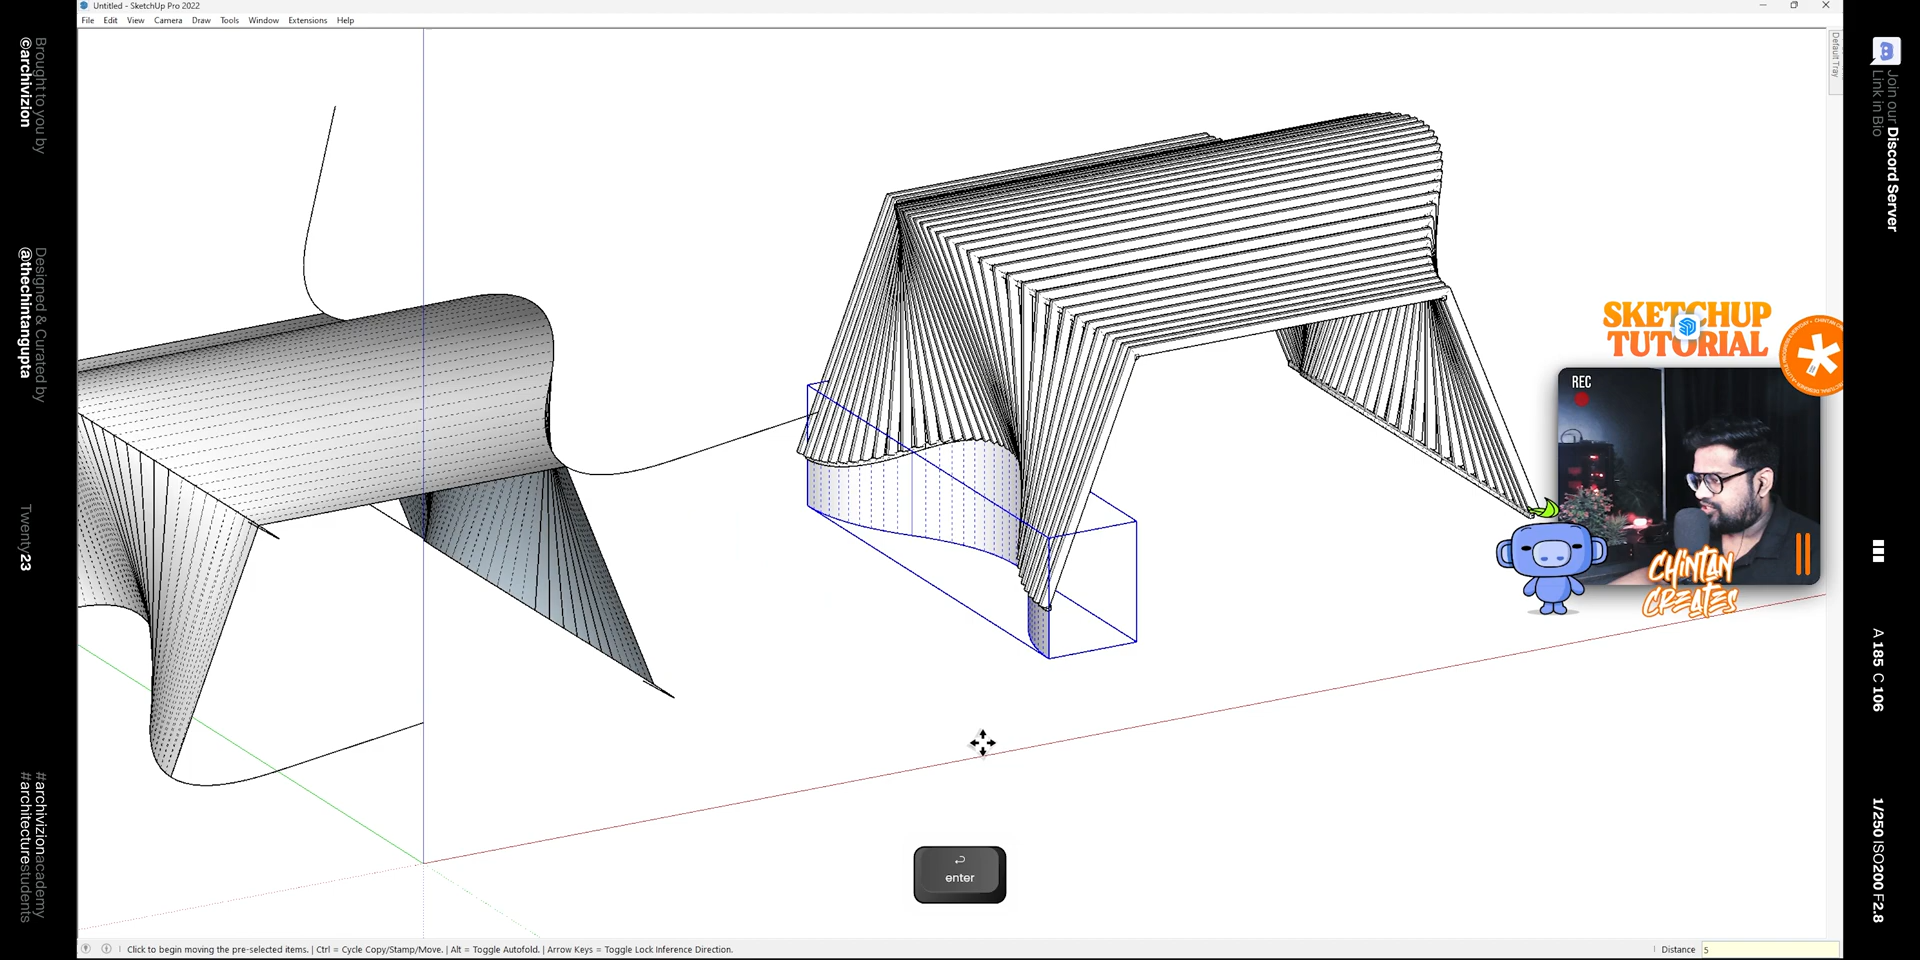 Untitled - SketchUp Pro 2022
File Edit View Camera Draw Tools Window Extensions Help
Default Tray
Brought to you by
@archivizion
Designed & Curated by
@thechintangupta
Twenty23
#archivizionacademy
#architecturestudents
Join our Discord Server
Link in Bio
SKETCHUP
TUTORIAL
REC
CHINTAN
CREATES
A 185 C 106
1/250 ISO200 F2.8
enter
Click to begin moving the pre-selected items. | Ctrl = Cycle Copy/Stamp/Move. | Alt = Toggle Autofold. | Arrow Keys = Toggle Lock Inference Direction.
Distance 5